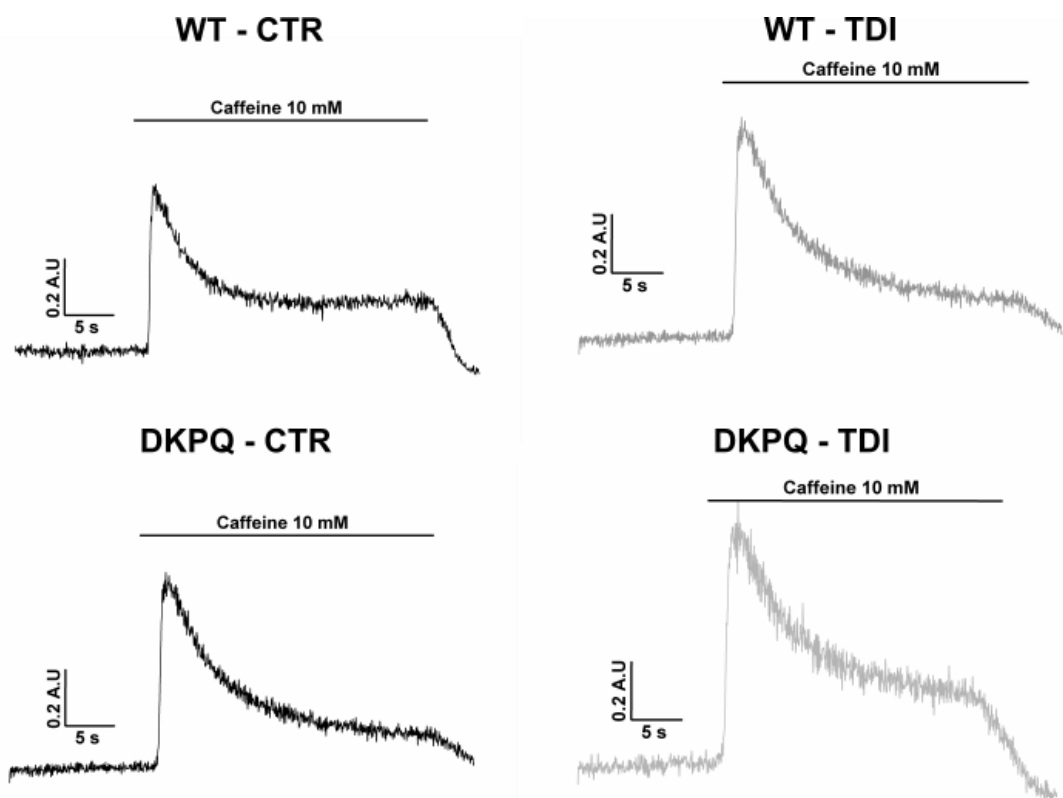 WT - CTR
Caffeine 10 mM
0.2 A.U
5 s
WT - TDI
Caffeine 10 mM
0.2 A.U
5 s
DKPQ - CTR
Caffeine 10 mM
0.2 A.U
5 s
DKPQ - TDI
Caffeine 10 mM
0.2 A.U
5 s